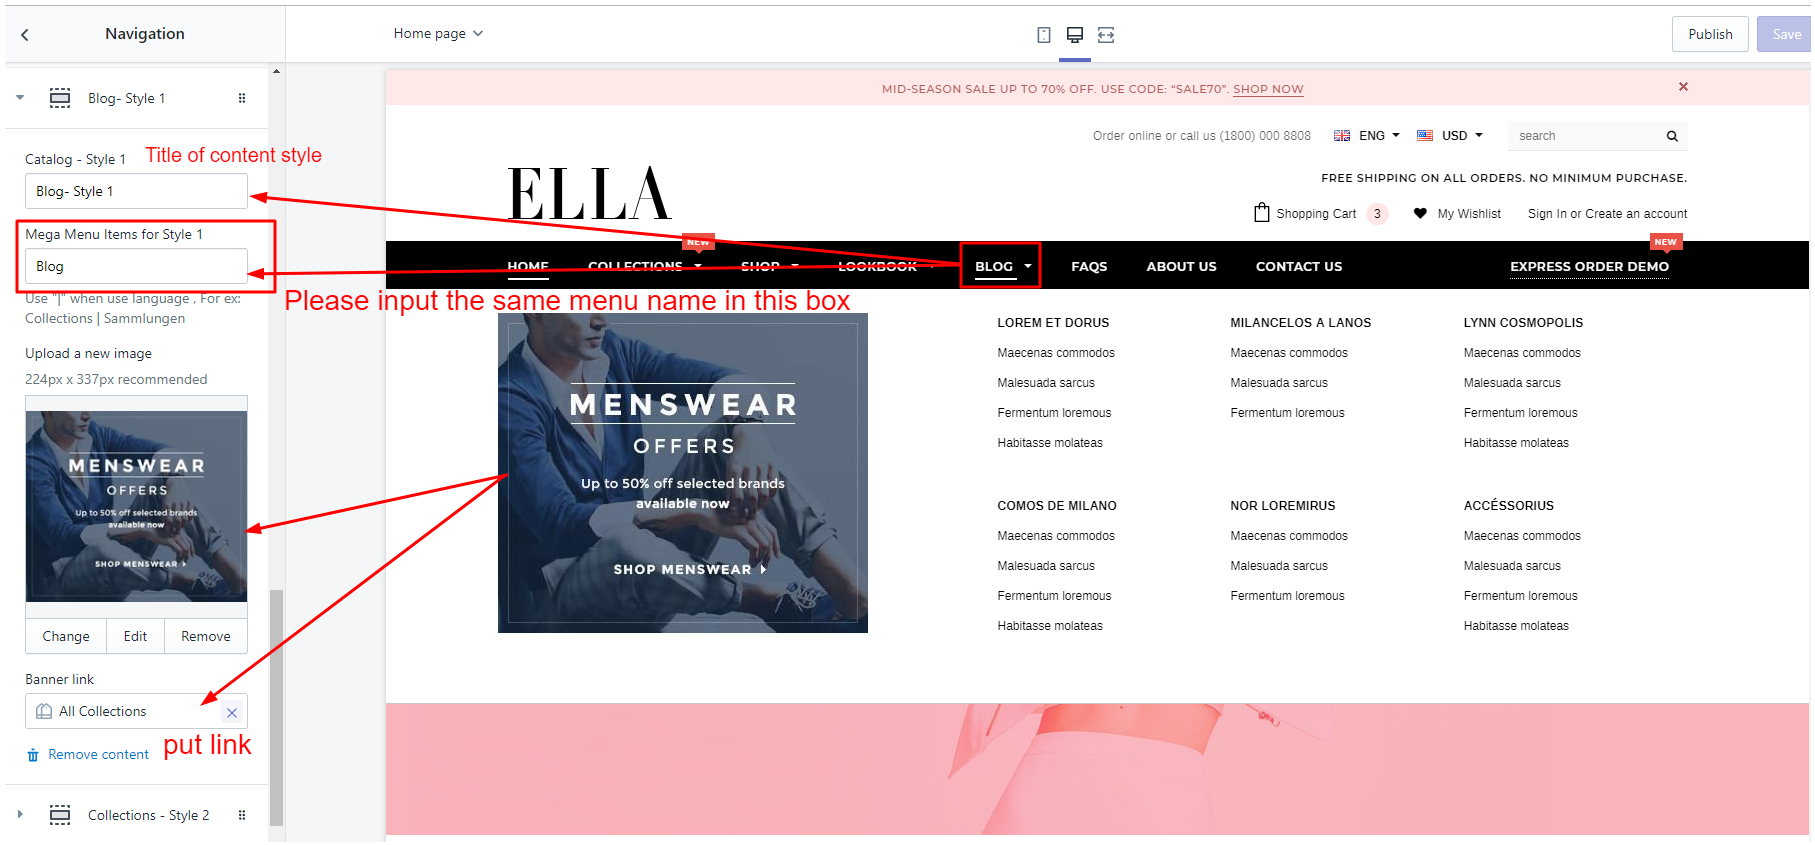 Navigation
Home page
Publish
Save
Blog- Style 1
Catalog - Style 1
Title of content style
Blog- Style 1
Mega Menu Items for Style 1
Blog
Use "|" when use language , For ex:
Collections | Sammlungen
Please input the same menu name in this box
Upload a new image
224px x 337px recommended
MENSWEAR
OFFERS
Up to 50% off selected brands
available now
SHOP MENSWEAR
Change
Edit
Remove
Banner link
All Collections
put link
Remove content
Collections - Style 2
MID-SEASON SALE UP TO 70% OFF. USE CODE: “SALE70”. SHOP NOW
Order online or call us (1800) 000 8808
ENG
USD
search
ELLA
FREE SHIPPING ON ALL ORDERS. NO MINIMUM PURCHASE.
Shopping Cart 3
My Wishlist
Sign In or Create an account
NEW
NEW
HOME
COLLECTIONS
SHOP
LOOKBOOK
BLOG
FAQS
ABOUT US
CONTACT US
EXPRESS ORDER DEMO
MENSWEAR
OFFERS
Up to 50% off selected brands
available now
SHOP MENSWEAR
LOREM ET DORUS
Maecenas commodos
Malesuada sarcus
Fermentum loremous
Habitasse molateas
MILANCELOS A LANOS
Maecenas commodos
Malesuada sarcus
Fermentum loremous
LYNN COSMOPOLIS
Maecenas commodos
Malesuada sarcus
Fermentum loremous
Habitasse molateas
COMOS DE MILANO
Maecenas commodos
Malesuada sarcus
Fermentum loremous
Habitasse molateas
NOR LOREMIRUS
Maecenas commodos
Malesuada sarcus
Fermentum loremous
ACCÉSSORIUS
Maecenas commodos
Malesuada sarcus
Fermentum loremous
Habitasse molateas